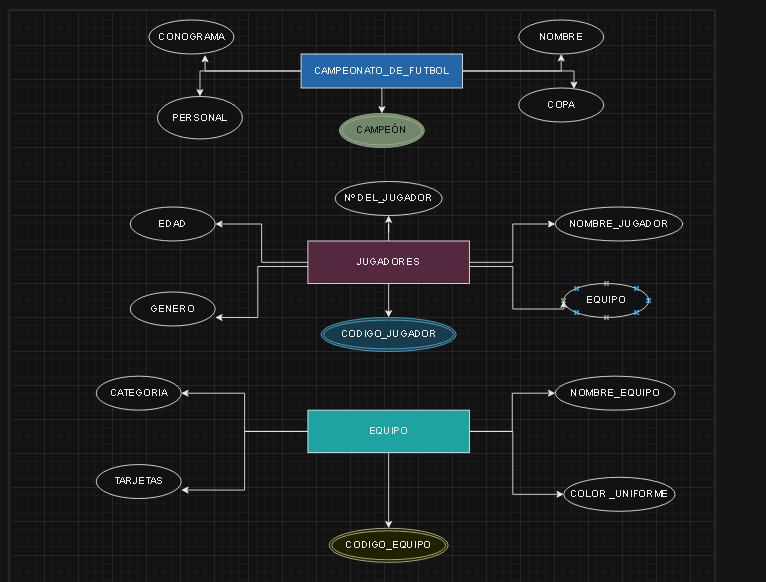 CONOGRAMA
NOMBRE
CAMPEONATO_DE_FUTBOL
PERSONAL
COPA
CAMPEÓN
N° DEL_JUGADOR
EDAD
NOMBRE_JUGADOR
JUGADORES
GENERO
EQUIPO
CODIGO_JUGADOR
CATEGORIA
NOMBRE_EQUIPO
EQUIPO
TARJETAS
COLOR_UNIFORME
CODIGO_EQUIPO